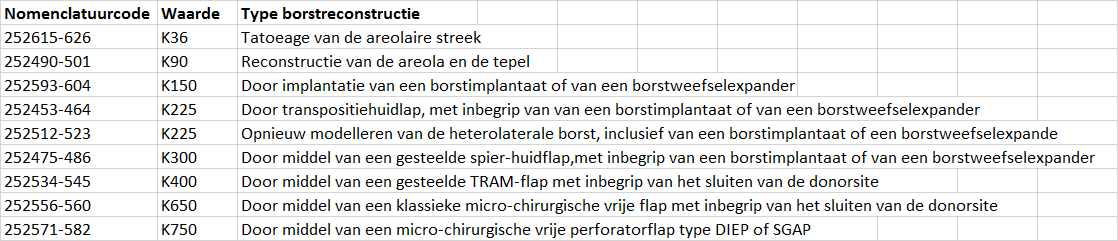 Nomenclatuurcode Waarde Type borstreconstructie
252615-626 K36 Tatoeage van de areolaire streek
252490-501 K90 Reconstructie van de areola en de tepel
252593-604 K150 Door implantatie van een borstimplantaat of van een borstweefselexpander
252453-464 K225 Door transpositiehuidlap, met inbegrip van van een borstimplantaat of van een borstweefselexpander
252512-523 K225 Opnieuw modelleren van de heterolaterale borst, inclusief van een borstimplantaat of een borstweefselexpande
252475-486 K300 Door middel van een gesteelde spier-huidflap,met inbegrip van een borstimplantaat of van een borstweefselexpander
252534-545 K400 Door middel van een gesteelde TRAM-flap met inbegrip van het sluiten van de donorsite
252556-560 K650 Door middel van een klassieke micro-chirurgische vrije flap met inbegrip van het sluiten van de donorsite
252571-582 K750 Door middel van een micro-chirurgische vrije perforatorflap type DIEP of SGAP